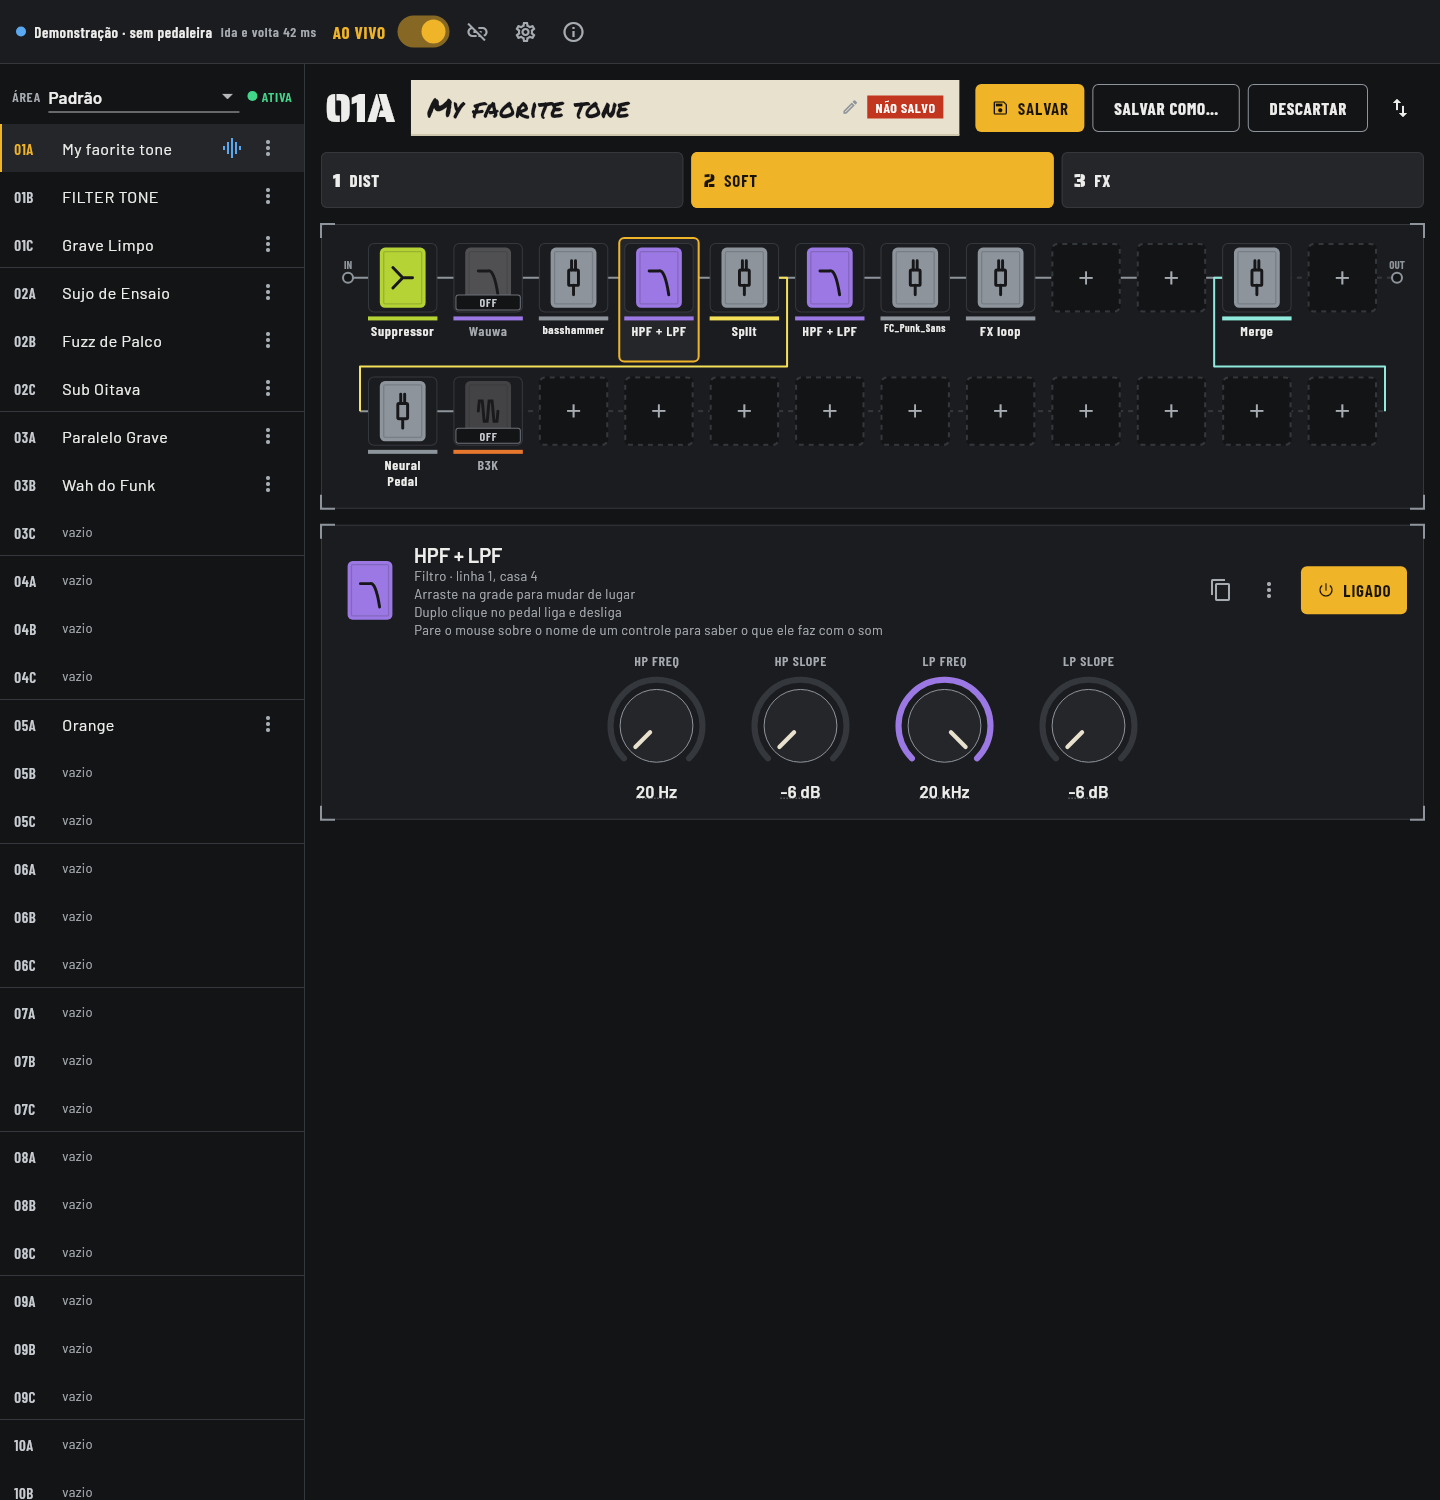 Demonstração · sem pedaleira Ida e volta 42 ms AO VIVO
ÁREA Padrão ATIVA
01A My faorite tone
01B FILTER TONE
01C Grave Limpo
02A Sujo de Ensaio
02B Fuzz de Palco
02C Sub Oitava
03A Paralelo Grave
03B Wah do Funk
03C vazio
04A vazio
04B vazio
04C vazio
05A Orange
05B vazio
05C vazio
06A vazio
06B vazio
06C vazio
07A vazio
07B vazio
07C vazio
08A vazio
08B vazio
08C vazio
09A vazio
09B vazio
09C vazio
10A vazio
10B vazio
01A My faorite tone NÃO SALVO SALVAR SALVAR COMO... DESCARTAR
1 DIST 2 SOFT 3 FX
IN OUT
OFF
Suppressor Wauwa basshammer HPF + LPF Split HPF + LPF FC_Punk_Sans FX loop Merge
OFF
Neural B3K
Pedal
HPF + LPF
Filtro · linha 1, casa 4
Arraste na grade para mudar de lugar
Duplo clique no pedal liga e desliga
Pare o mouse sobre o nome de um controle para saber o que ele faz com o som
LIGADO
HP FREQ HP SLOPE LP FREQ LP SLOPE
20 Hz -6 dB 20 kHz -6 dB